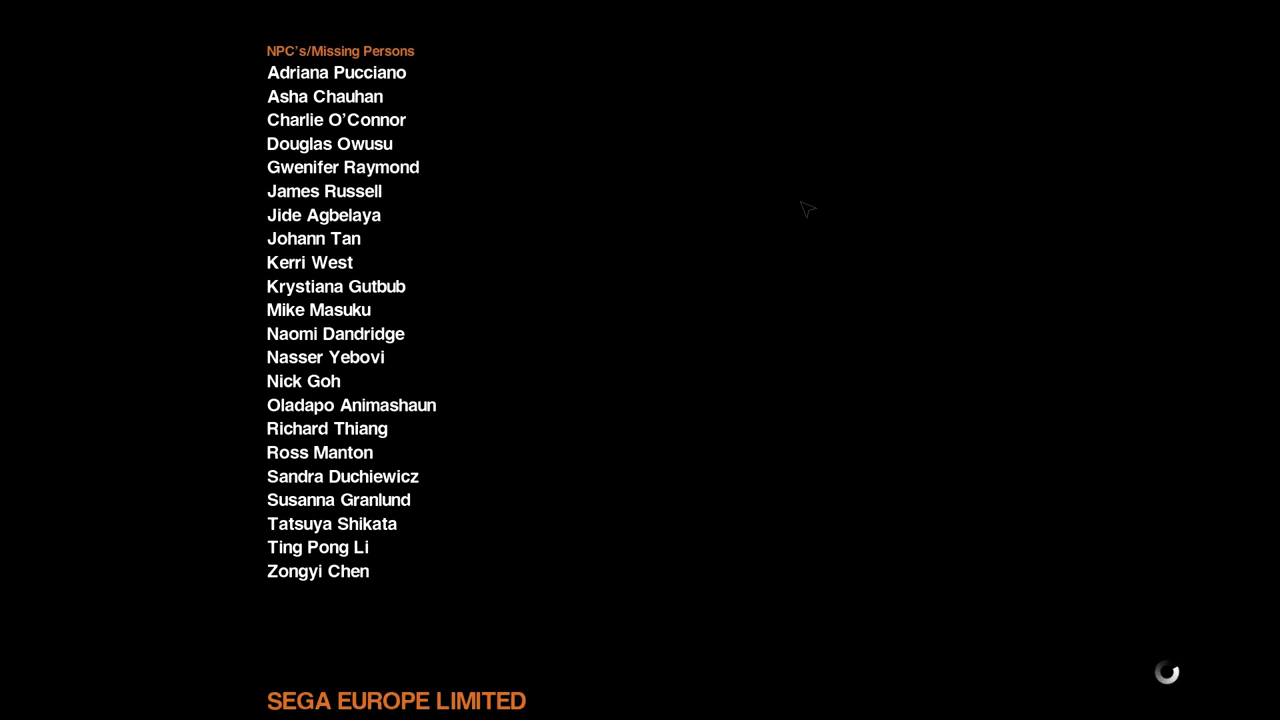 NPC's/Missing Persons
Adriana Pucciano
Asha Chauhan
Charlie O'Connor
Douglas Owusu
Gwenifer Raymond
James Russell
Jide Agbelaya
Johann Tan
Kerri West
Krystiana Gutbub
Mike Masuku
Naomi Dandridge
Nasser Yebovi
Nick Goh
Oladapo Animashaun
Richard Thiang
Ross Manton
Sandra Duchiewicz
Susanna Granlund
Tatsuya Shikata
Ting Pong Li
Zongyi Chen
SEGA EUROPE LIMITED